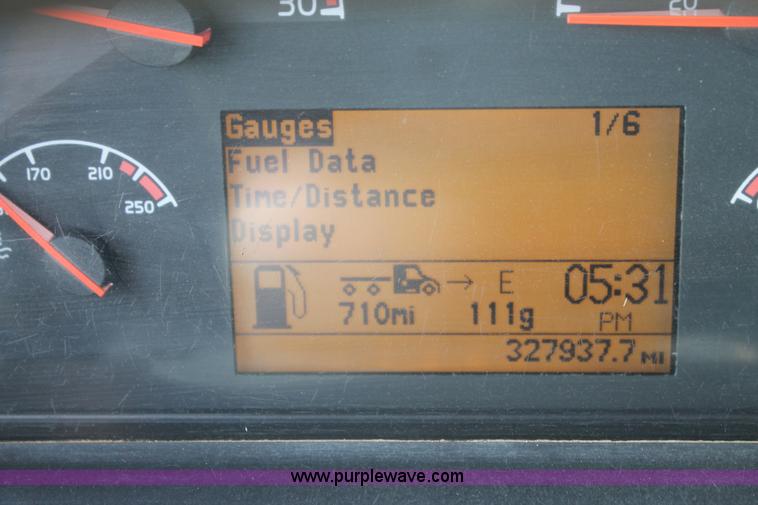 30
20
Gauges 1/6
Fuel Data
170 210
Time/Distance
250
Display
E 05:31
710mi 111g PM
327937.7 MI
www.purplewave.com